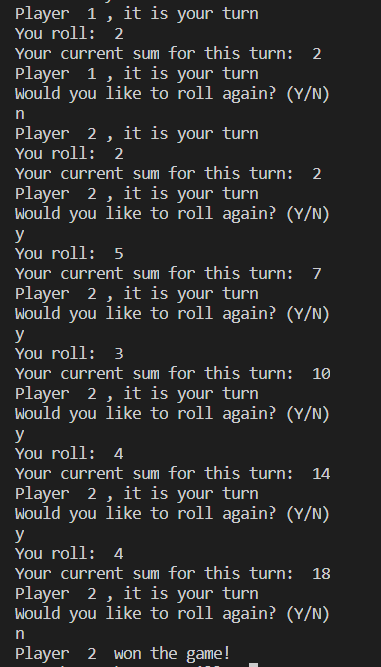 Player  1 , it is your turn
You roll:  2
Your current sum for this turn:  2
Player  1 , it is your turn
Would you like to roll again? (Y/N)
n
Player  2 , it is your turn
You roll:  2
Your current sum for this turn:  2
Player  2 , it is your turn
Would you like to roll again? (Y/N)
y
You roll:  5
Your current sum for this turn:  7
Player  2 , it is your turn
Would you like to roll again? (Y/N)
y
You roll:  3
Your current sum for this turn:  10
Player  2 , it is your turn
Would you like to roll again? (Y/N)
y
You roll:  4
Your current sum for this turn:  14
Player  2 , it is your turn
Would you like to roll again? (Y/N)
y
You roll:  4
Your current sum for this turn:  18
Player  2 , it is your turn
Would you like to roll again? (Y/N)
n
Player  2  won the game!